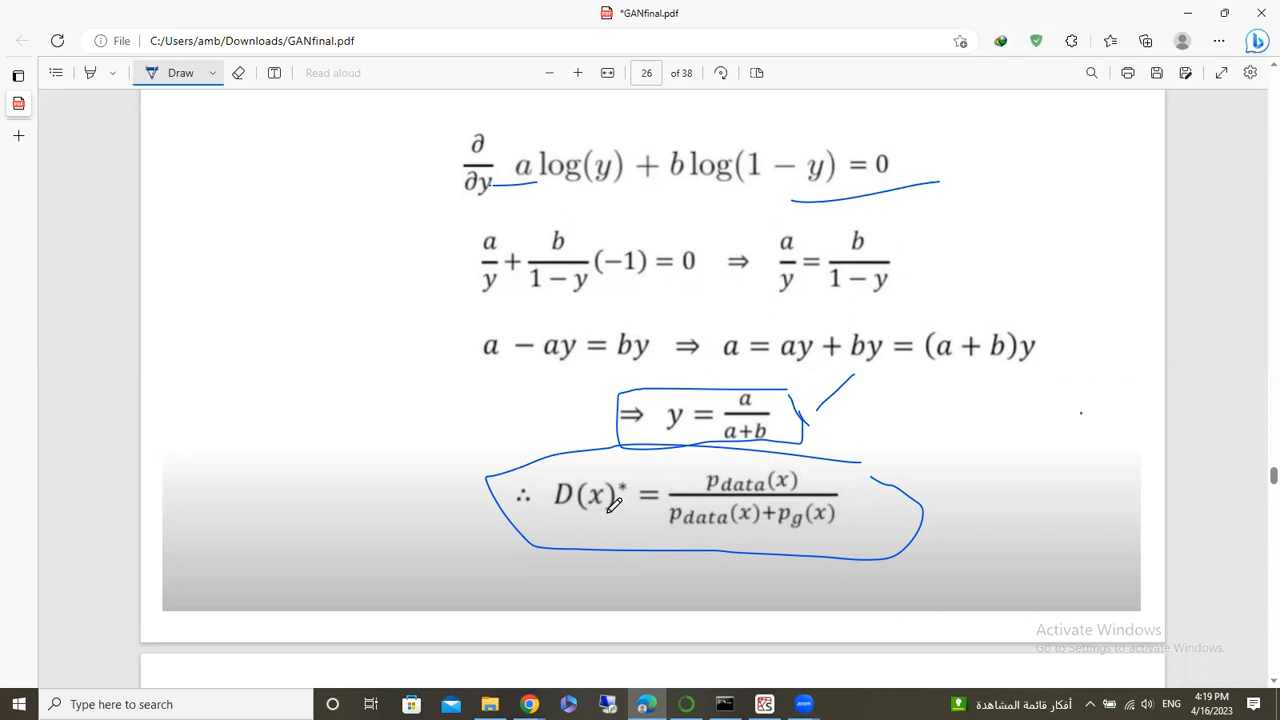 *GANfinal.pdf
File C:/Users/amb/Downloads/GANfinal.pdf
Draw Read aloud 26 of 38
∂/∂y a log(y) + b log(1 − y) = 0
a/y + b/(1 − y) (−1) = 0 ⇒ a/y = b/(1 − y)
a − ay = by ⇒ a = ay + by = (a + b)y
⇒ y = a/(a+b)
∴ D(x)* = p_data(x)/(p_data(x)+p_g(x))
Activate Windows
Go to Settings to activate Windows.
Type here to search
zoom
أفكار قانون المشاهدة
ENG
4:19 PM
4/16/2023